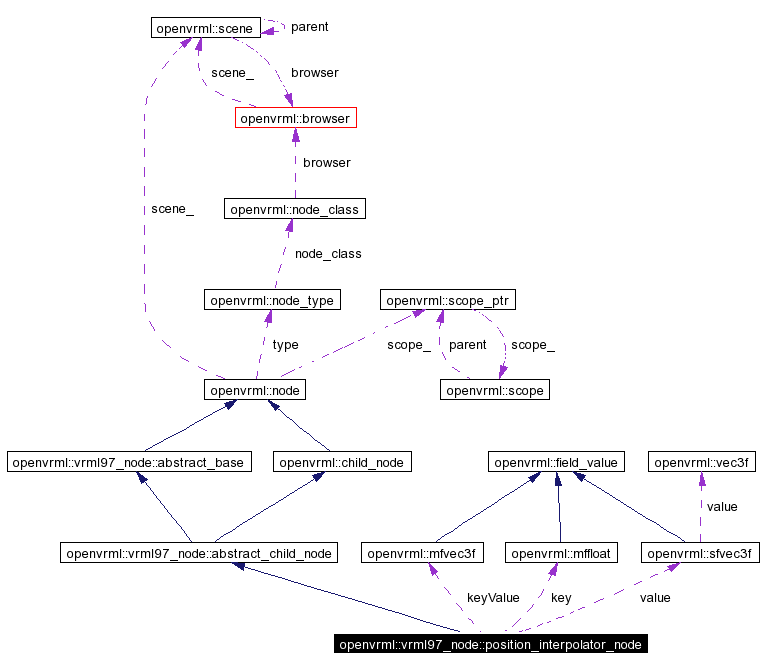 openvrml::scene
parent
scene_
browser
openvrml::browser
browser
scene_
openvrml::node_class
node_class
openvrml::node_type
openvrml::scope_ptr
type
scope_
parent
scope_
openvrml::node
openvrml::scope
openvrml::vrml97_node::abstract_base
openvrml::child_node
openvrml::field_value
openvrml::vec3f
value
openvrml::vrml97_node::abstract_child_node
openvrml::mfvec3f
openvrml::mffloat
openvrml::sfvec3f
keyValue
key
value
openvrml::vrml97_node::position_interpolator_node